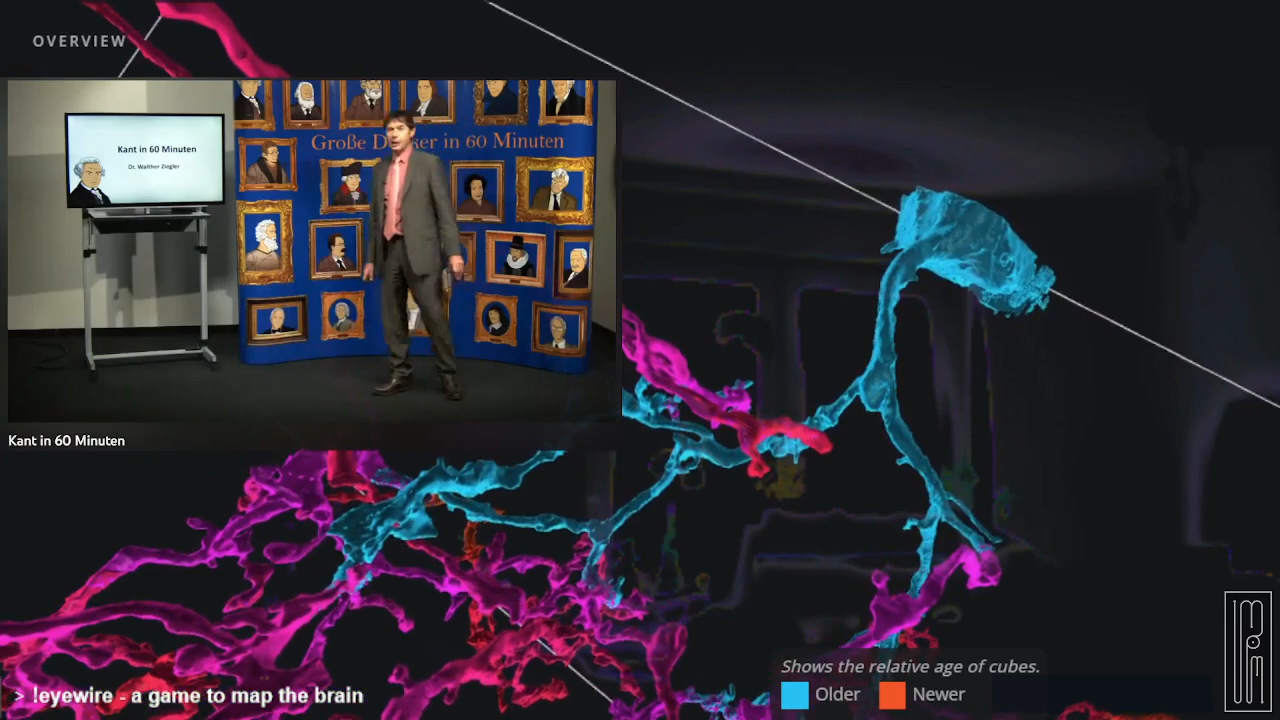 OVERVIEW
Kant in 60 Minuten
Dr. Walther Ziegler
Große D ker in 60 Minuten
Kant in 60 Minuten
Shows the relative age of cubes.
Older
Newer
> !eyewire - a game to map the brain